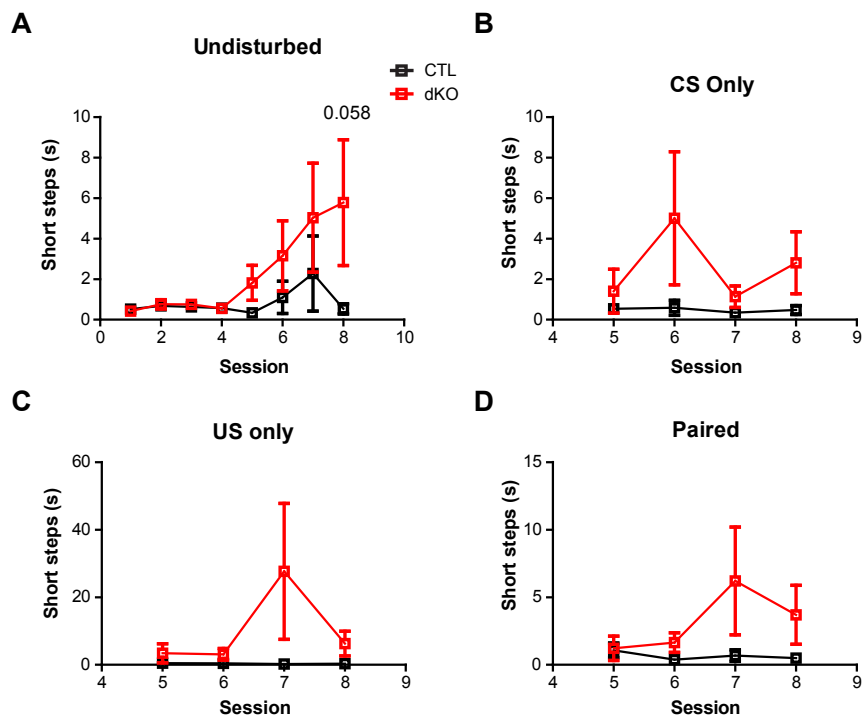 A
Undisturbed
CTL
dKO
0.058
10
8
6
4
2
0
0 2 4 6 8 10
Short steps (s)
Session
B
CS Only
10
8
6
4
2
0
4 5 6 7 8 9
Short steps (s)
Session
C
US only
60
40
20
0
4 5 6 7 8 9
Short steps (s)
Session
D
Paired
15
10
5
0
4 5 6 7 8 9
Short steps (s)
Session